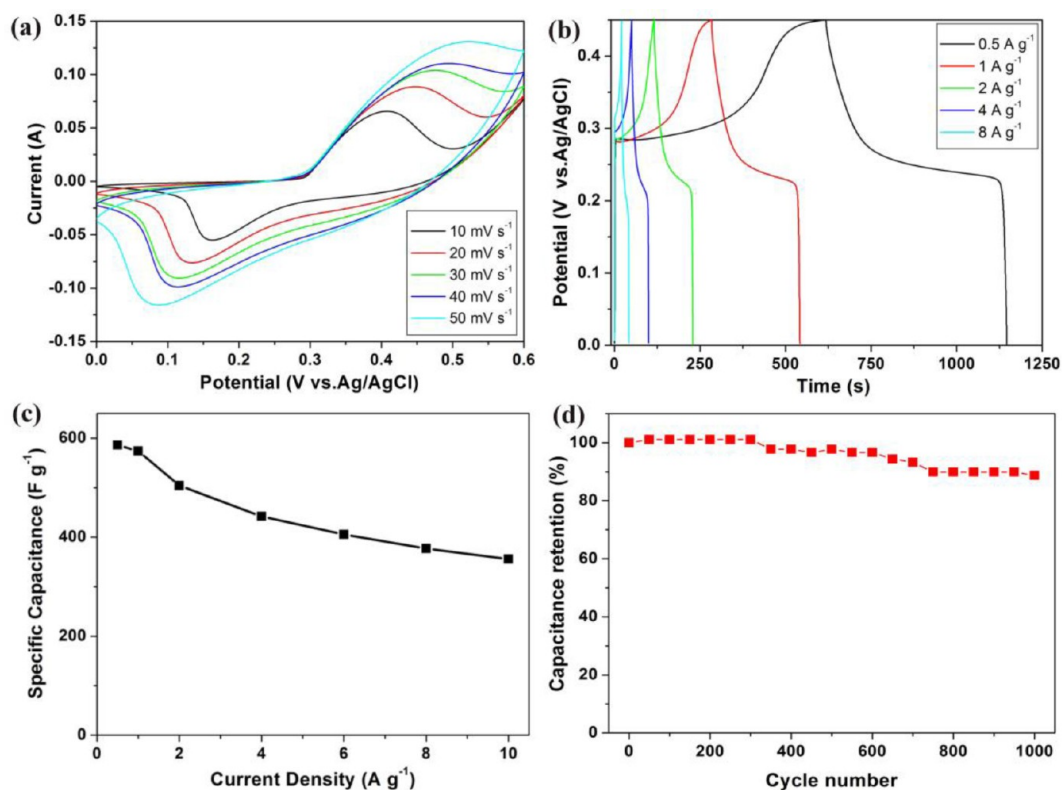 (a)
0.15
0.10
0.05
0.00
-0.05
-0.10
-0.15
Current (A)
0.0 0.1 0.2 0.3 0.4 0.5 0.6
Potential (V vs.Ag/AgCl)
10 mV s⁻¹
20 mV s⁻¹
30 mV s⁻¹
40 mV s⁻¹
50 mV s⁻¹
(b)
0.4
0.3
0.2
0.1
0.0
Potential (V vs.Ag/AgCl)
0 250 500 750 1000 1250
Time (s)
0.5 A g⁻¹
1 A g⁻¹
2 A g⁻¹
4 A g⁻¹
8 A g⁻¹
(c)
600
400
200
0
Specific Capacitance (F g⁻¹)
0 2 4 6 8 10
Current Density (A g⁻¹)
(d)
100
80
60
40
20
0
Capacitance retention (%)
0 200 400 600 800 1000
Cycle number